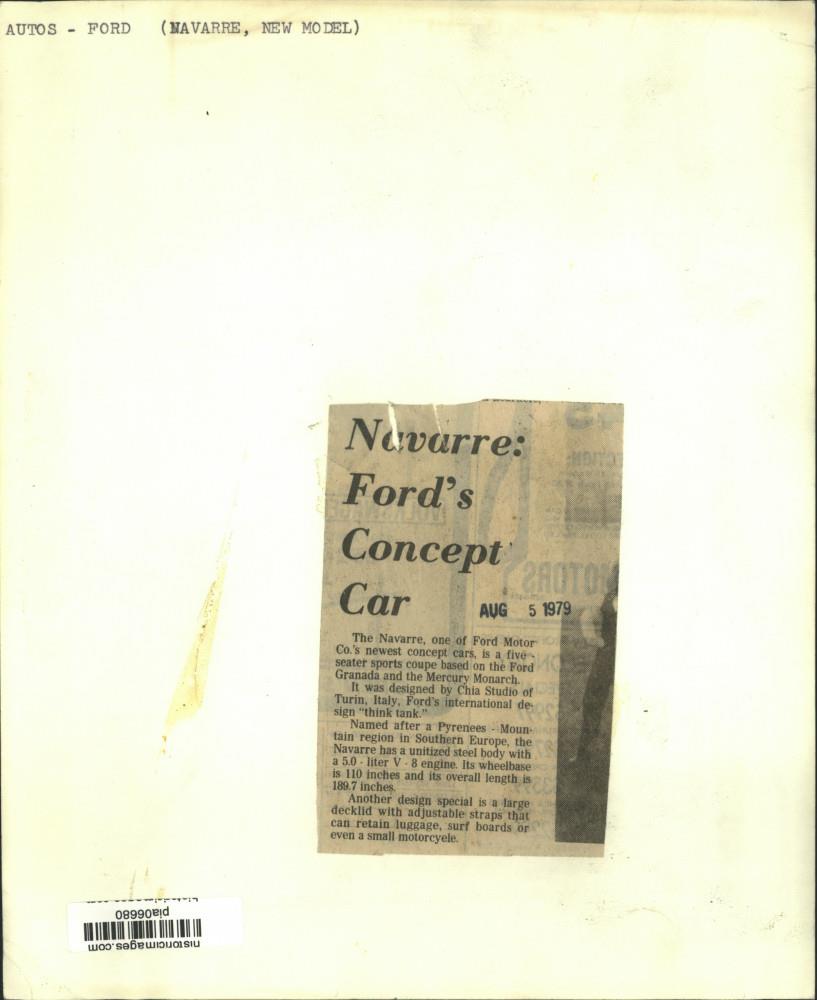 AUTOS - FORD (NAVARRE, NEW MODEL)
Navarre:
Ford's
Concept
Car
AUG 5 1979
The Navarre, one of Ford Motor
Co.'s newest concept cars, is a five -
seater sports coupe based on the Ford
Granada and the Mercury Monarch.
It was designed by Chia Studio of
Turin, Italy, Ford's international de-
sign "think tank."
Named after a Pyrenees - Moun-
tain region in Southern Europe, the
Navarre has a unitized steel body with
a 5.0 - liter V - 8 engine. Its wheelbase
is 110 inches and its overall length is
189.7 inches.
Another design special is a large
decklid with adjustable straps that
can retain luggage, surf boards or
even a small motorcycle.
historicimages.com
pia06680